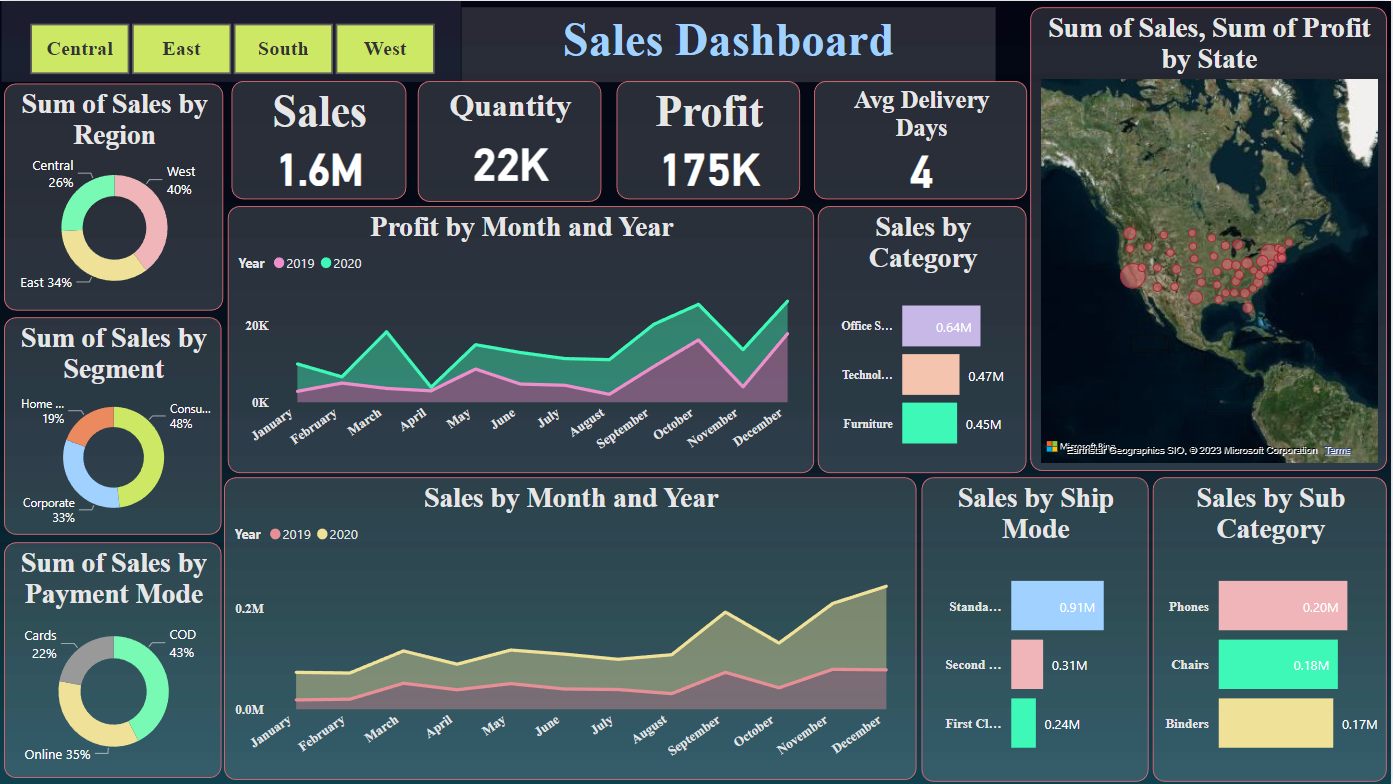 Central
East
South
West
Sales Dashboard
Sum of Sales, Sum of Profit
by State
Sum of Sales by
Region
Central
26%
West
40%
East 34%
Sales
1.6M
Quantity
22K
Profit
175K
Avg Delivery
Days
4
Profit by Month and Year
Year
2019
2020
20K
0K
January
February
March
April
May
June
July
August
September
October
November
December
Sales by
Category
Office S...
0.64M
Technol...
0.47M
Furniture
0.45M
Microsoft Bing
Earthstar Geographics SIO, © 2023 Microsoft Corporation Terms
Sum of Sales by
Segment
Home ...
19%
Consu...
48%
Corporate
33%
Sum of Sales by
Payment Mode
Cards
22%
COD
43%
Online 35%
Sales by Month and Year
Year
2019
2020
0.2M
0.0M
January
February
March
April
May
June
July
August
September
October
November
December
Sales by Ship
Mode
Standa...
0.91M
Second ...
0.31M
First Cl...
0.24M
Sales by Sub
Category
Phones
0.20M
Chairs
0.18M
Binders
0.17M